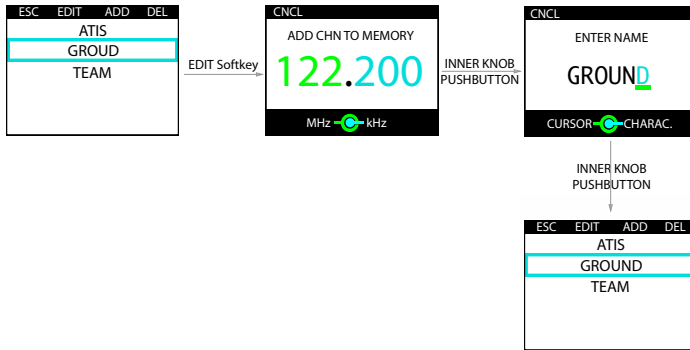 ESC EDIT ADD DEL
ATIS
GROUD
TEAM
EDIT Softkey
CNCL
ADD CHN TO MEMORY
122.200
MHz kHz
INNER KNOB
PUSHBUTTON
CNCL
ENTER NAME
GROUND
CURSOR CHARAC.
INNER KNOB
PUSHBUTTON
ESC EDIT ADD DEL
ATIS
GROUND
TEAM